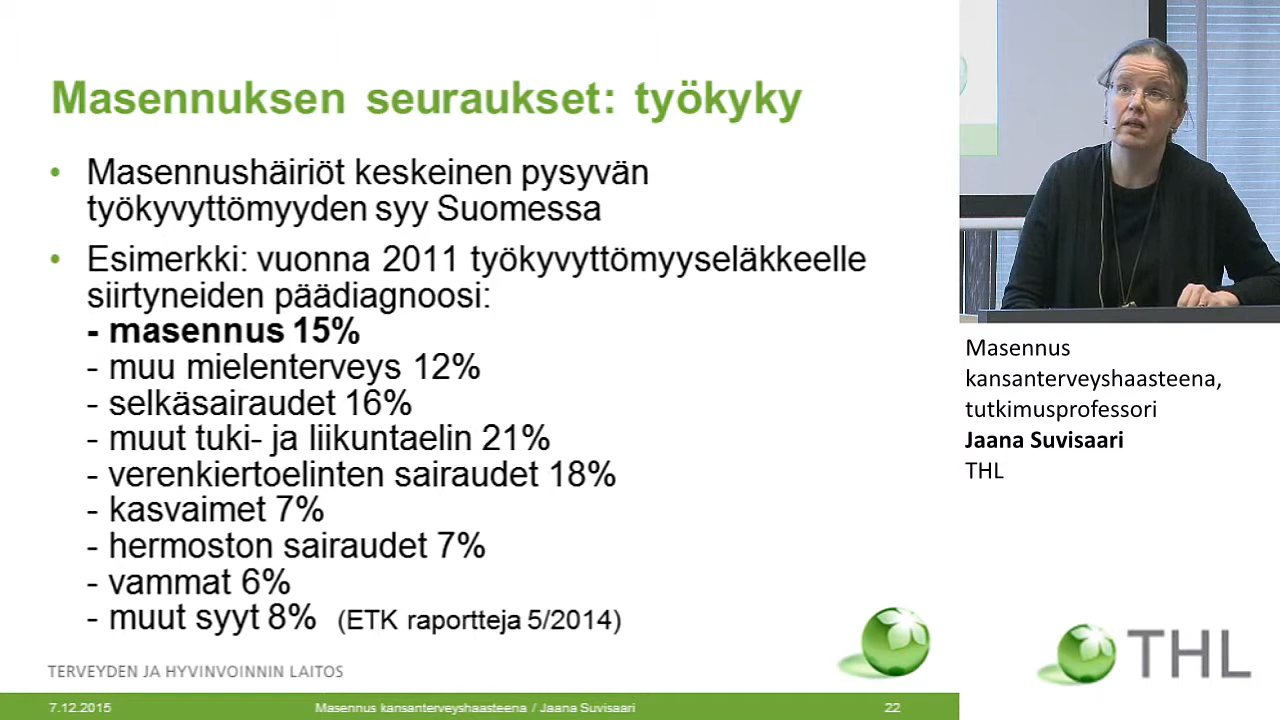 Masennuksen seuraukset: työkyky
• Masennushäiriöt keskeinen pysyvän
työkyvyttömyyden syy Suomessa
• Esimerkki: vuonna 2011 työkyvyttömyyseläkkeelle
siirtyneiden päädiagnoosi:
- masennus 15%
- muu mielenterveys 12%
- selkäsairaudet 16%
- muut tuki- ja liikuntaelin 21%
- verenkiertoelinten sairaudet 18%
- kasvaimet 7%
- hermoston sairaudet 7%
- vammat 6%
- muut syyt 8% (ETK raportteja 5/2014)
TERVEYDEN JA HYVINVOINNIN LAITOS
7.12.2015 Masennus kansanterveyshaasteena / Jaana Suvisaari 22
Masennus
kansanterveyshaasteena,
tutkimusprofessori
Jaana Suvisaari
THL
THL